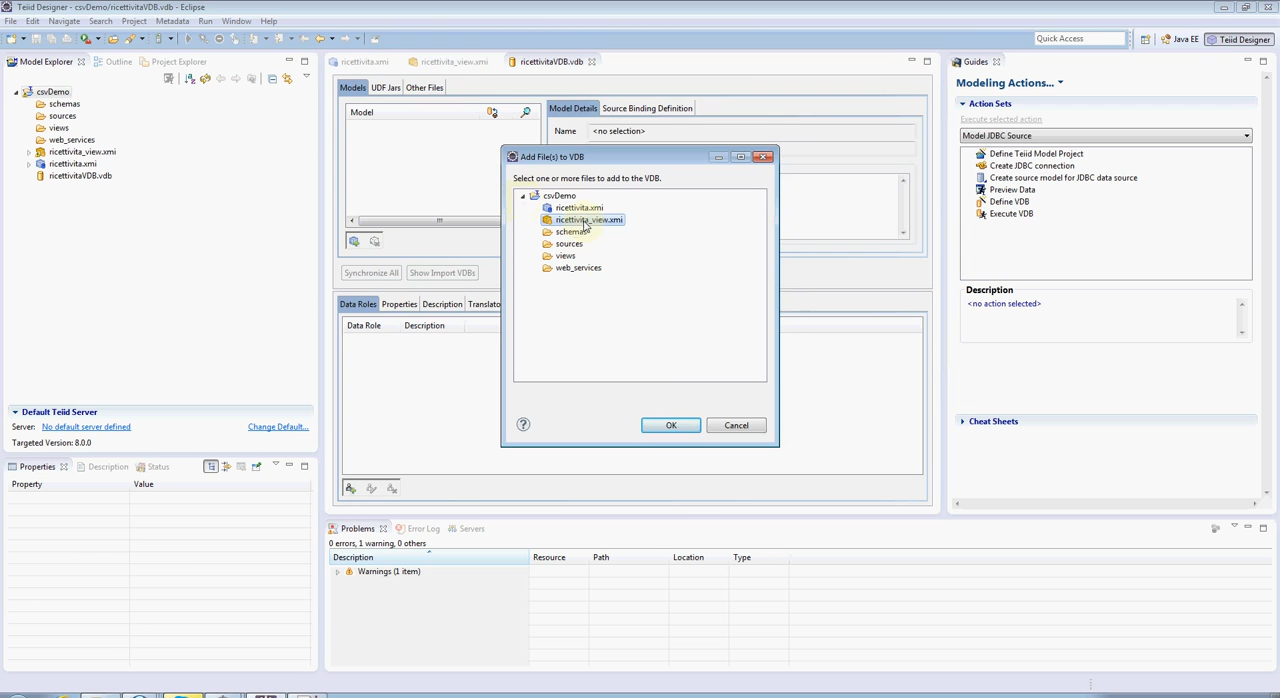 Teiid Designer - csvDemo/ricettivitaVDB.vdb - Eclipse
File Edit Navigate Search Project Metadata Run Window Help
Quick Access
Java EE
Teiid Designer
Model Explorer
Outline
Project Explorer
csvDemo
schemas
sources
views
web_services
ricettivita_view.xmi
ricettivita.xmi
ricettivitaVDB.vdb
Default Teiid Server
Server: No default server defined
Change Default...
Targeted Version: 8.0.0
Properties
Description
Status
Property Value
ricettivita.xmi
ricettivita_view.xmi
ricettivitaVDB.vdb
Models UDF Jars Other Files
Model
Model Details Source Binding Definition
Name <no selection>
Synchronize All
Show Import VDBs
Data Roles Properties Description Translato
Data Role Description
Add File(s) to VDB
Select one or more files to add to the VDB.
csvDemo
ricettivita.xmi
ricettivita_view.xmi
schemas
sources
views
web_services
OK
Cancel
Problems
Error Log
Servers
0 errors, 1 warning, 0 others
Description Resource Path Location Type
Warnings (1 item)
Guides
Modeling Actions...
Action Sets
Execute selected action
Model JDBC Source
Define Teiid Model Project
Create JDBC connection
Create source model for JDBC data source
Preview Data
Define VDB
Execute VDB
Description
<no action selected>
Cheat Sheets